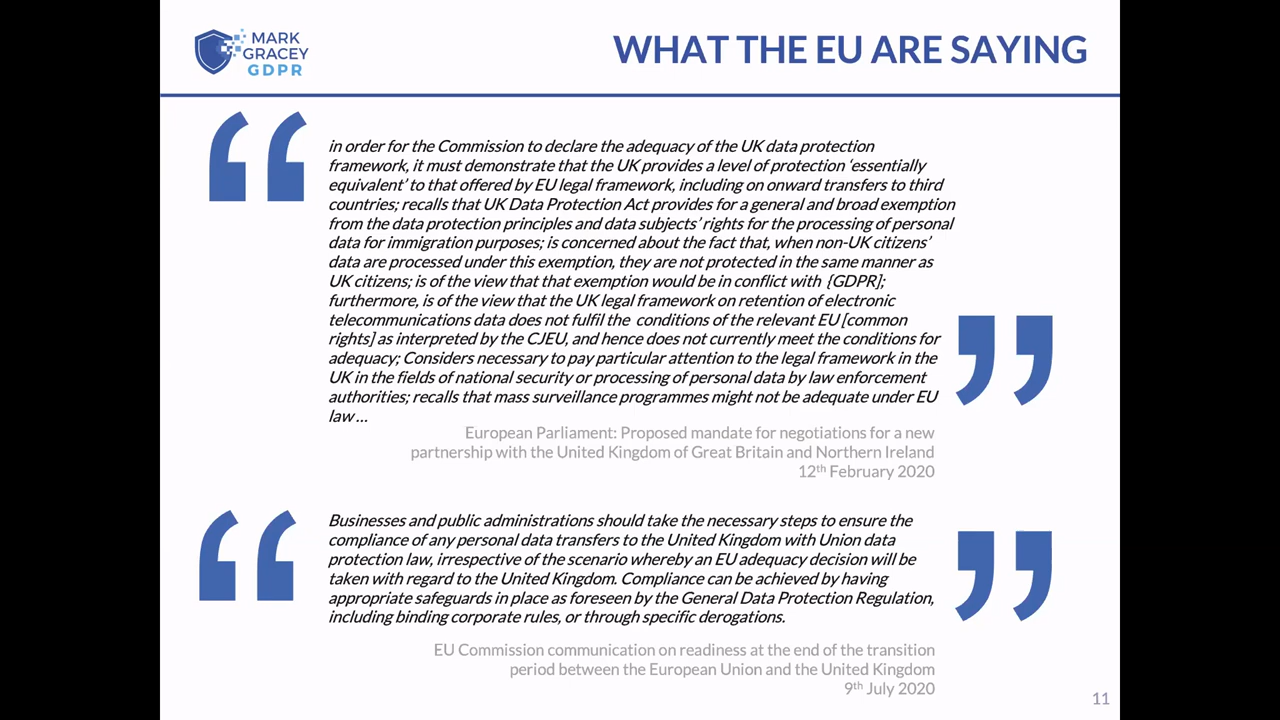 MARK
GRACEY
GDPR
WHAT THE EU ARE SAYING
“
in order for the Commission to declare the adequacy of the UK data protection
framework, it must demonstrate that the UK provides a level of protection ‘essentially
equivalent’ to that offered by EU legal framework, including on onward transfers to third
countries; recalls that UK Data Protection Act provides for a general and broad exemption
from the data protection principles and data subjects’ rights for the processing of personal
data for immigration purposes; is concerned about the fact that, when non-UK citizens’
data are processed under this exemption, they are not protected in the same manner as
UK citizens; is of the view that that exemption would be in conflict with {GDPR];
furthermore, is of the view that the UK legal framework on retention of electronic
telecommunications data does not fulfil the conditions of the relevant EU [common
rights] as interpreted by the CJEU, and hence does not currently meet the conditions for
adequacy; Considers necessary to pay particular attention to the legal framework in the
UK in the fields of national security or processing of personal data by law enforcement
authorities; recalls that mass surveillance programmes might not be adequate under EU
law ...
”
European Parliament: Proposed mandate for negotiations for a new
partnership with the United Kingdom of Great Britain and Northern Ireland
12th February 2020
“
Businesses and public administrations should take the necessary steps to ensure the
compliance of any personal data transfers to the United Kingdom with Union data
protection law, irrespective of the scenario whereby an EU adequacy decision will be
taken with regard to the United Kingdom. Compliance can be achieved by having
appropriate safeguards in place as foreseen by the General Data Protection Regulation,
including binding corporate rules, or through specific derogations.
”
EU Commission communication on readiness at the end of the transition
period between the European Union and the United Kingdom
9th July 2020
11